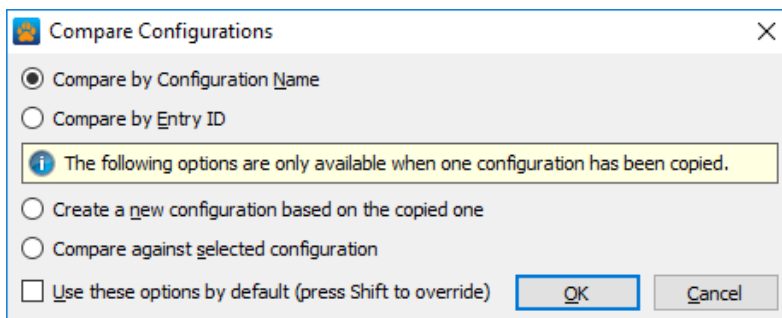 Compare Configurations
Compare by Configuration Name
Compare by Entry ID
The following options are only available when one configuration has been copied.
Create a new configuration based on the copied one
Compare against selected configuration
Use these options by default (press Shift to override) OK Cancel